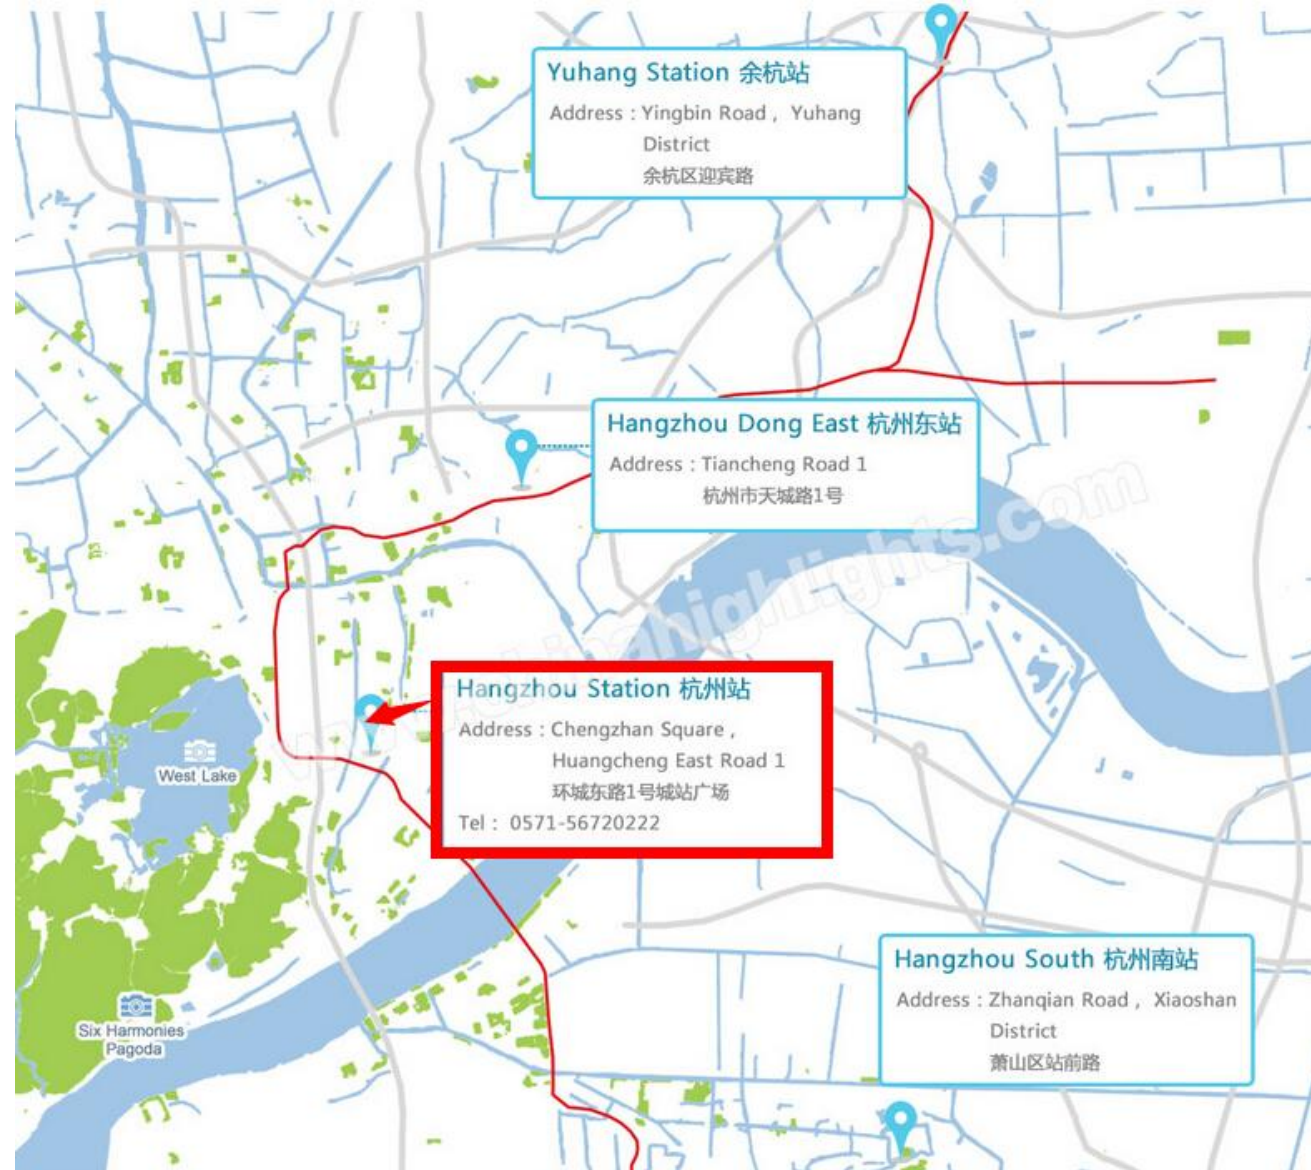 Yuhang Station 余杭站
Address : Yingbin Road , Yuhang
District
余杭区迎宾路
Hangzhou Dong East 杭州东站
Address : Tiancheng Road 1
杭州市天城路1号
www.chinahighlights.com
Hangzhou Station 杭州站
Address : Chengzhan Square ,
Huangcheng East Road 1
环城东路1号城站广场
Tel : 0571-56720222
West Lake
Hangzhou South 杭州南站
Address : Zhanqian Road , Xiaoshan
District
萧山区站前路
Six Harmonies
Pagoda